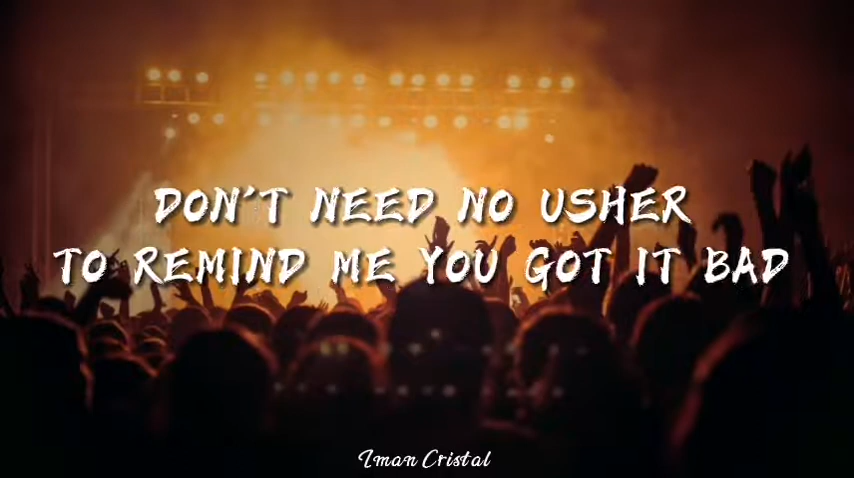 DON'T NEED NO USHER
TO REMIND ME YOU GOT IT BAD
Iman Cristal